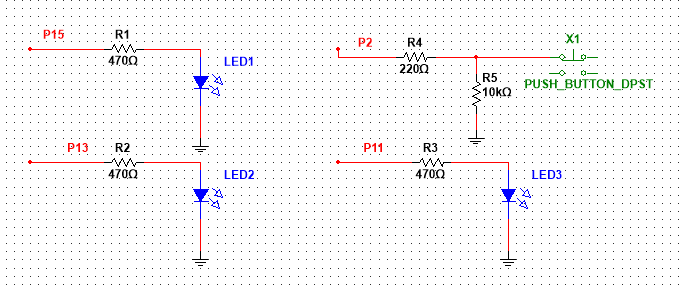 P15
R1
470Ω
LED1
P2
R4
220Ω
X1
R5
10kΩ
PUSH_BUTTON_DPST
P13
R2
470Ω
LED2
P11
R3
470Ω
LED3